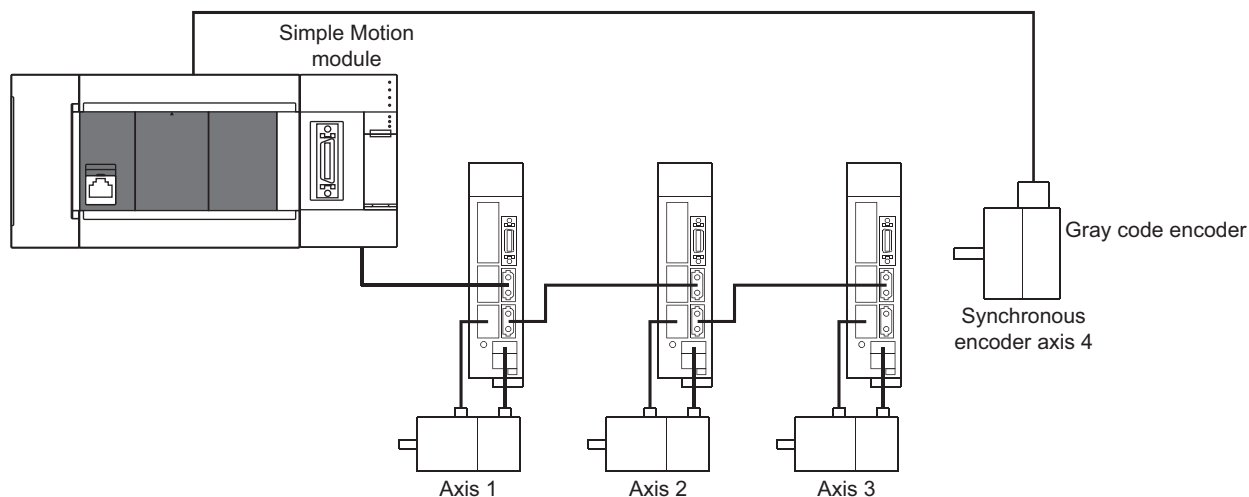 Simple Motion
module
Gray code encoder
Synchronous
encoder axis 4
Axis 1
Axis 2
Axis 3